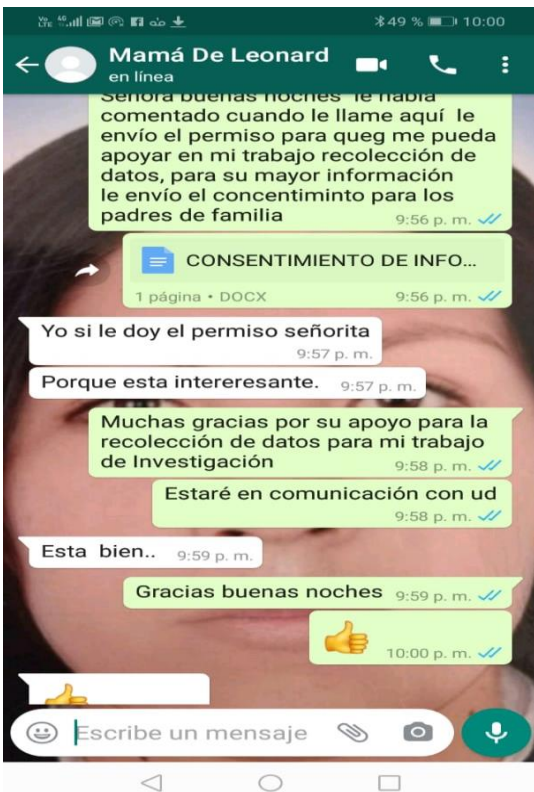 49 % 10:00
Mamá De Leonard
en línea
Señora buenas noches le había
comentado cuando le llame aquí le
envío el permiso para queg me pueda
apoyar en mi trabajo recolección de
datos, para su mayor información
le envío el concentiminto para los
padres de familia
9:56 p. m.
CONSENTIMIENTO DE INFO...
1 página • DOCX 9:56 p. m.
Yo si le doy el permiso señorita
9:57 p. m.
Porque esta intereresante. 9:57 p. m.
Muchas gracias por su apoyo para la
recolección de datos para mi trabajo
de Investigación
9:58 p. m.
Estaré en comunicación con ud
9:58 p. m.
Esta bien.. 9:59 p. m.
Gracias buenas noches 9:59 p. m.
10:00 p. m.
Escribe un mensaje